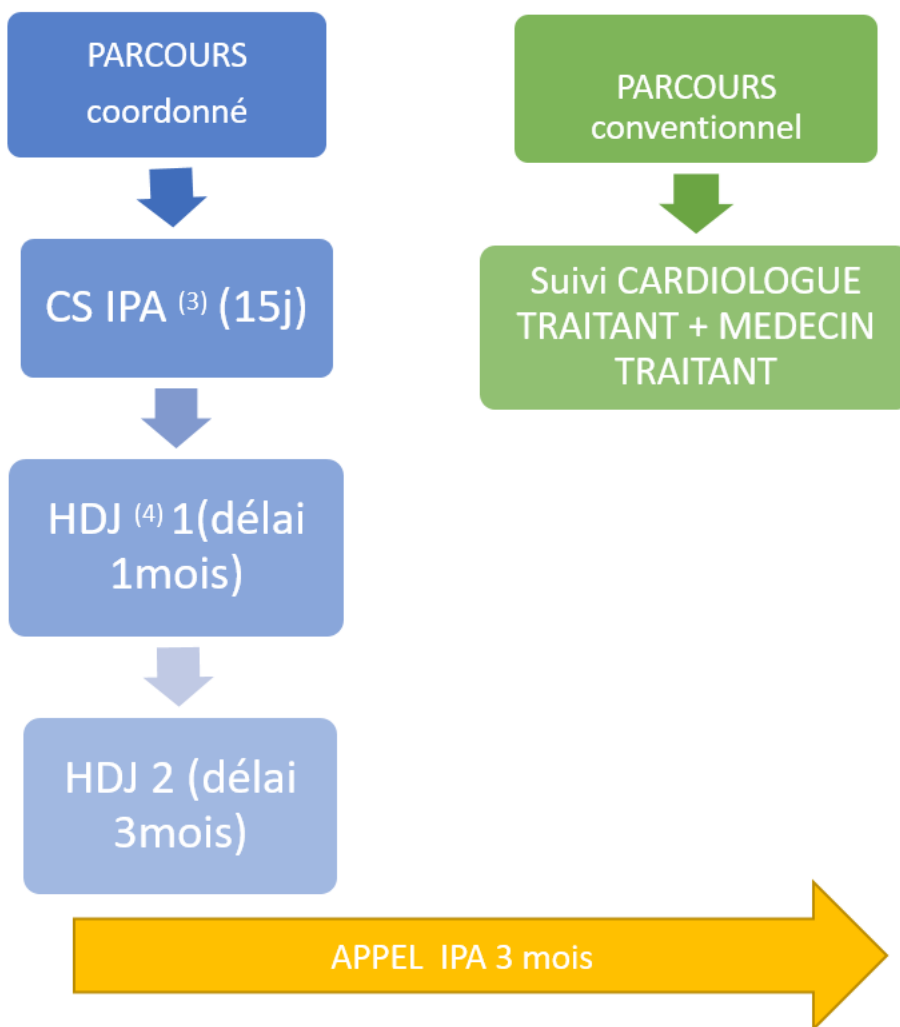 PARCOURS
coordonné
CS IPA (3) (15j)
HDJ (4) 1(délai
1mois)
HDJ 2 (délai
3mois)
PARCOURS
conventionnel
Suivi CARDIOLOGUE
TRAITANT + MEDECIN
TRAITANT
APPEL IPA 3 mois